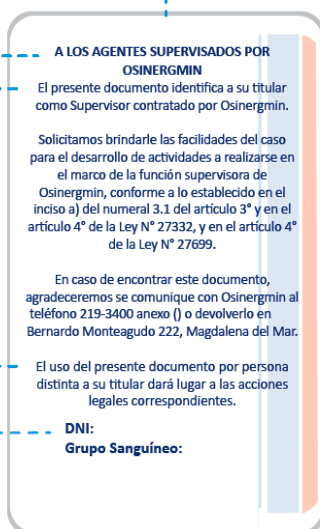 A LOS AGENTES SUPERVISADOS POR
OSINERGMIN
El presente documento identifica a su titular
como Supervisor contratado por Osinergmin.
Solicitamos brindarle las facilidades del caso
para el desarrollo de actividades a realizarse en
el marco de la función supervisora de
Osinergmin, conforme a lo establecido en el
inciso a) del numeral 3.1 del artículo 3° y en el
artículo 4° de la Ley N° 27332, y en el artículo 4°
de la Ley N° 27699.
En caso de encontrar este documento,
agradeceremos se comunique con Osinergmin al
teléfono 219-3400 anexo () o devolverlo en
Bernardo Monteagudo 222, Magdalena del Mar.
El uso del presente documento por persona
distinta a su titular dará lugar a las acciones
legales correspondientes.
DNI:
Grupo Sanguíneo: